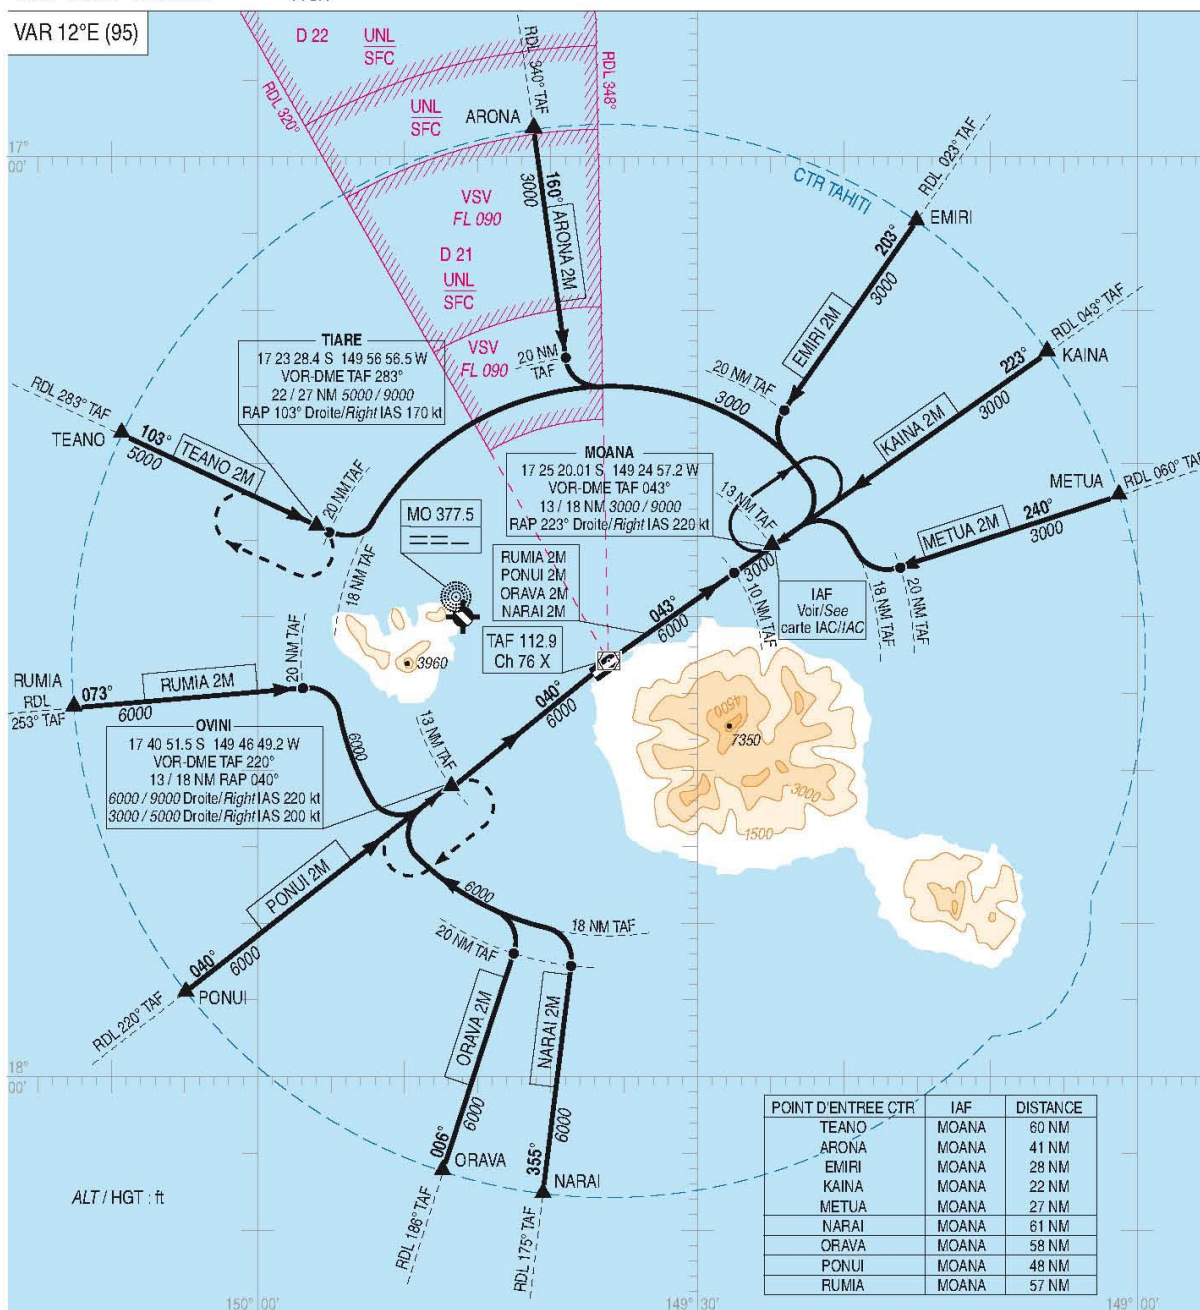 VAR 12°E (95)
D 22
UNL
SFC
RDL 340° TAF
RDL 348°
RDL 320°
UNL
SFC
ARONA
17°
00'
160°
3000
ARONA 2M
VSV
FL 090
D 21
UNL
SFC
VSV
FL 090
20 NM
TAF
CTR TAHITI
RDL 023° TAF
EMIRI
203°
3000
EMIRI 2M
20 NM TAF
RDL 043° TAF
KAINA
223°
3000
KAINA 2M
RDL 060° TAF
METUA
240°
3000
METUA 2M
TIARE
17 23 28.4 S 149 56 56.5 W
VOR-DME TAF 283°
22 / 27 NM 5000 / 9000
RAP 103° Droite/Right IAS 170 kt
RDL 283° TAF
TEANO
103°
5000
TEANO 2M
20 NM TAF
18 NM TAF
3000
MOANA
17 25 20.01 S 149 24 57.2 W
VOR-DME TAF 043°
13 / 18 NM 3000 / 9000
RAP 223° Droite/Right IAS 220 kt
13 NM TAF
MO 377.5
RUMIA 2M
PONUI 2M
ORAVA 2M
NARAI 2M
3000
10 NM TAF
IAF
Voir/See
carte IAC/IAC
18 NM TAF
20 NM TAF
TAF 112.9
Ch 76 X
043°
6000
3960
20 NM TAF
RUMIA
RDL
253° TAF
073°
6000
RUMIA 2M
040°
6000
13 NM TAF
6000
OVINI
17 40 51.5 S 149 46 49.2 W
VOR-DME TAF 220°
13 / 18 NM RAP 040°
6000 / 9000 Droite/Right IAS 220 kt
3000 / 5000 Droite/Right IAS 200 kt
4500
7350
3000
1500
PONUI 2M
040°
6000
PONUI
RDL 220° TAF
6000
18 NM TAF
20 NM TAF
ORAVA 2M
6000
006°
ORAVA
RDL 186° TAF
NARAI 2M
6000
355°
NARAI
RDL 175° TAF
18°
00'
ALT / HGT : ft
POINT D'ENTREE CTR IAF DISTANCE
TEANO MOANA 60 NM
ARONA MOANA 41 NM
EMIRI MOANA 28 NM
KAINA MOANA 22 NM
METUA MOANA 27 NM
NARAI MOANA 61 NM
ORAVA MOANA 58 NM
PONUI MOANA 48 NM
RUMIA MOANA 57 NM
150° 00'
149° 30'
149° 00'